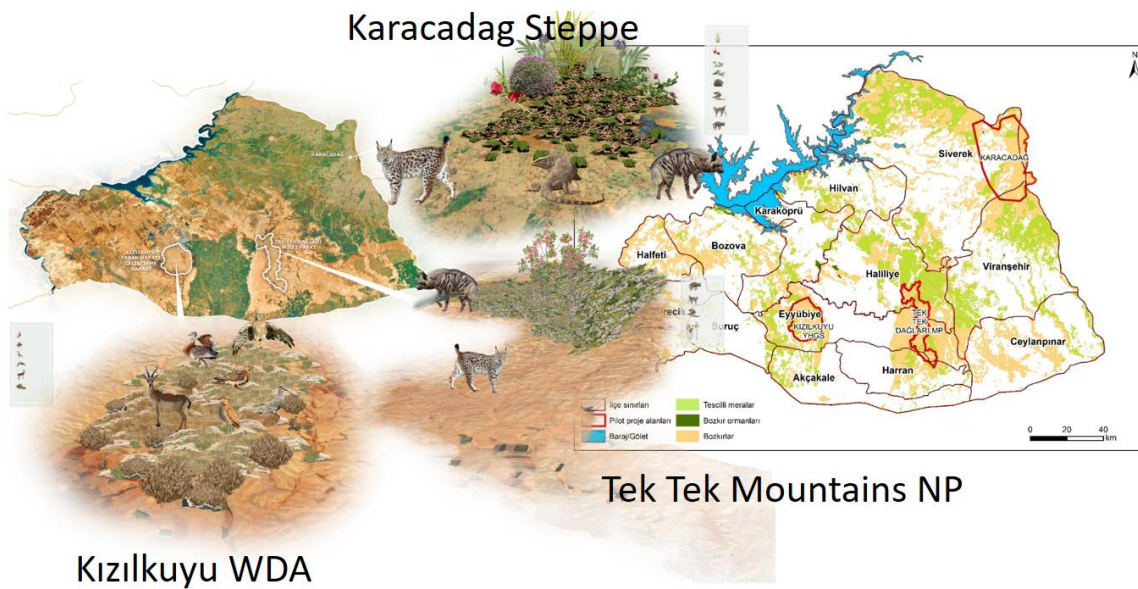 Karacadag Steppe
N
KARACADAĞ
Siverek
KARACADAĞ
Hilvan
Karaköprü
Bozova
Halfeti
Viranşehir
Haliliye
Suruç
Eyyübiye
KIZILKUYU
YHGS
TEK
TEK
DAĞLARI MP
Ceylanpınar
Harran
Akçakale
İlçe sınırları
Pilot proje alanları
Baraj/Gölet
Tescilli meralar
Bozkır ormanları
Bozkırlar
0 20 40
km
Tek Tek Mountains NP
Kızılkuyu WDA